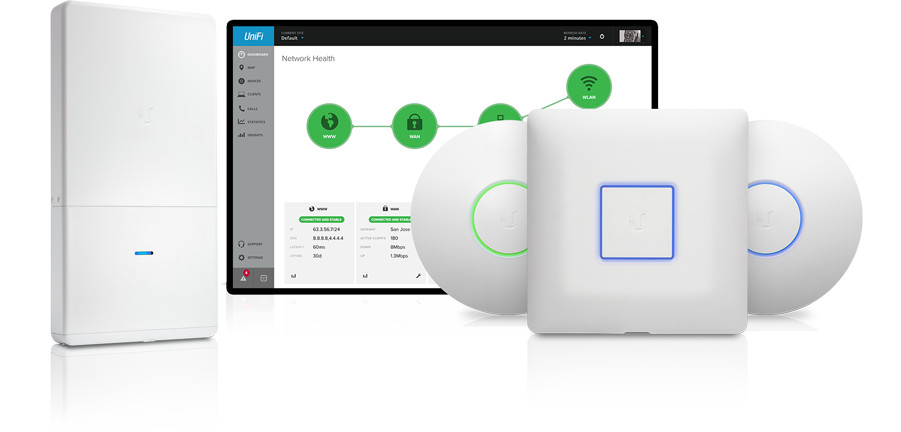 UniFi
CURRENT SITE
Default
REFRESH RATE
2 minutes
Network Health
DASHBOARD
MAP
DEVICES
CLIENTS
CALLS
STATISTICS
INSIGHTS
WWW
WAN
WLAN
WWW
CONNECTED AND STABLE
IP 63.3.56.7/24
DNS 8.8.8.8,4.4.4.4
LATENCY 60ms
UPTIME 30d
WAN
CONNECTED AND STABLE
GATEWAY San Jose
ACTIVE CLIENTS 180
DOWN 8Mbps
UP 1.3Mbps
SUPPORT
SETTINGS